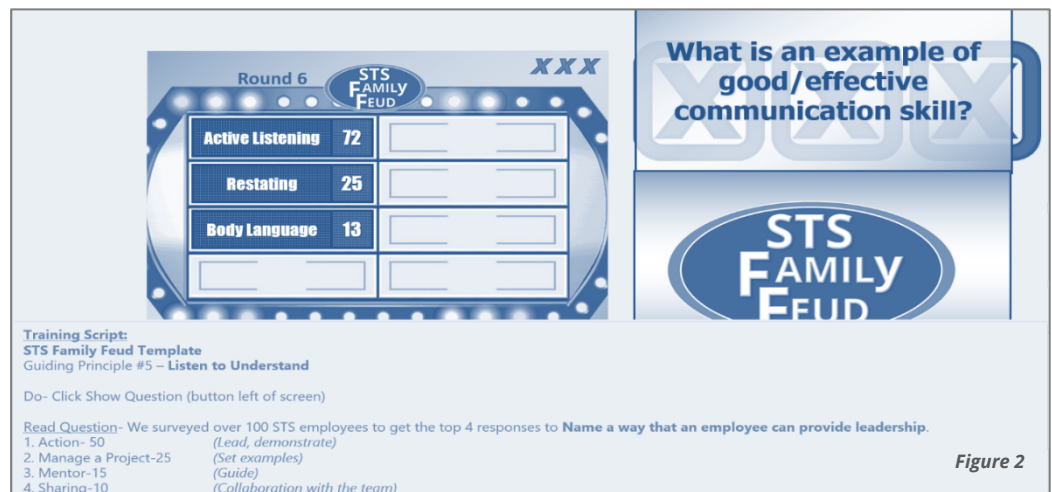 Round 6
STS
FAMILY
FEUD
X X X
Active Listening 72
Restating 25
Body Language 13
What is an example of
good/effective
communication skill?
X X X
STS
FAMILY
FEUD
Training Script:
STS Family Feud Template
Guiding Principle #5 – Listen to Understand
Do- Click Show Question (button left of screen)
Read Question- We surveyed over 100 STS employees to get the top 4 responses to Name a way that an employee can provide leadership.
1. Action- 50 (Lead, demonstrate)
2. Manage a Project-25 (Set examples)
3. Mentor-15 (Guide)
4. Sharing-10 (Collaboration with the team)
Figure 2